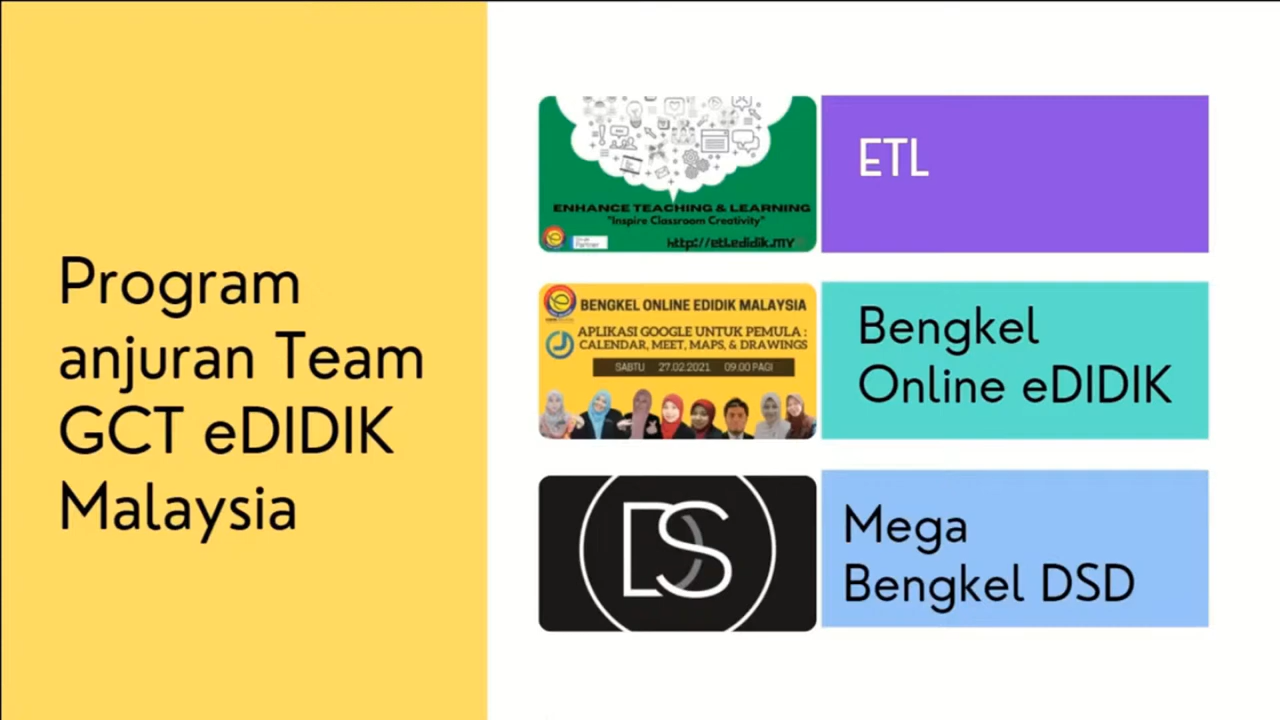 Program
anjuran Team
GCT eDIDIK
Malaysia
ENHANCE TEACHING & LEARNING
"Inspire Classroom Creativity"
Partner
http://etl.edidik.MY
ETL
BENGKEL ONLINE EDIDIK MALAYSIA
APLIKASI GOOGLE UNTUK PEMULA :
CALENDAR, MEET, MAPS, & DRAWINGS
SABTU 27.02.2021 09.00 PAGI
Bengkel
Online eDIDIK
DS
Mega
Bengkel DSD